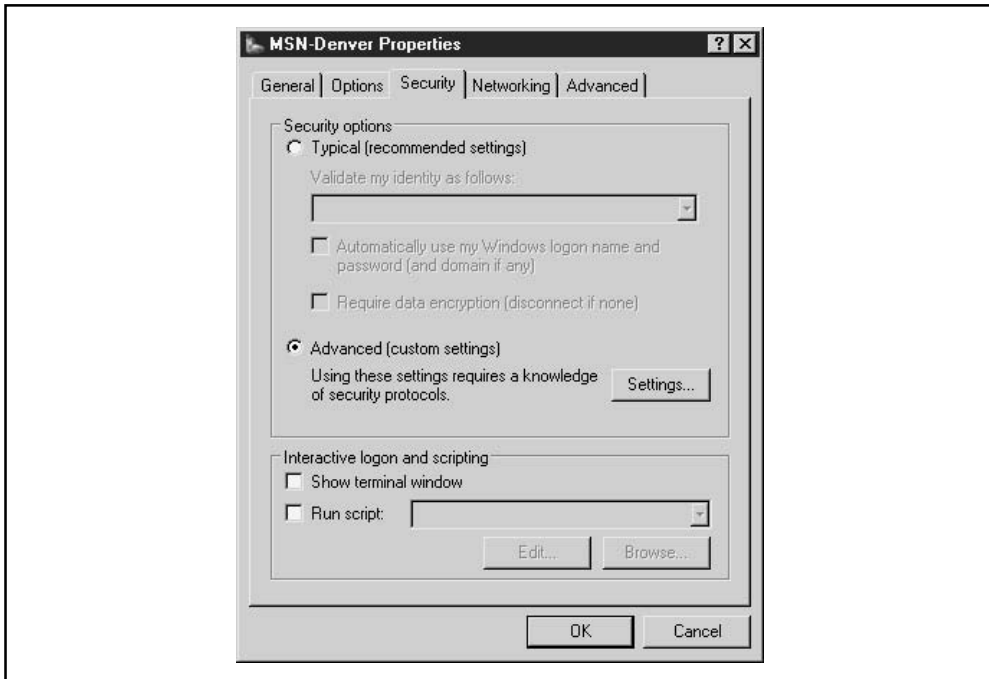 MSN-Denver Properties
General Options Security Networking Advanced
Security options
Typical (recommended settings)
Validate my identity as follows:
Automatically use my Windows logon name and
password (and domain if any)
Require data encryption (disconnect if none)
Advanced (custom settings)
Using these settings requires a knowledge
of security protocols.
Settings...
Interactive logon and scripting
Show terminal window
Run script:
Edit... Browse...
OK Cancel